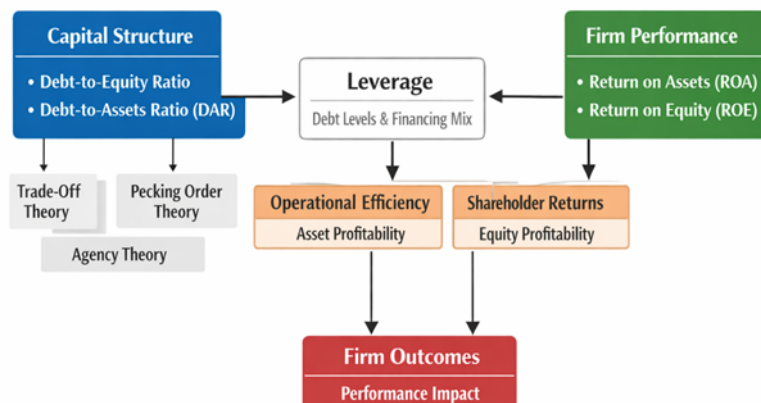 Capital Structure
• Debt-to-Equity Ratio
• Debt-to-Assets Ratio (DAR)
Leverage
Debt Levels & Financing Mix
Firm Performance
• Return on Assets (ROA)
• Return on Equity (ROE)
Trade-Off
Theory
Pecking Order
Theory
Agency Theory
Operational Efficiency
Asset Profitability
Shareholder Returns
Equity Profitability
Firm Outcomes
Performance Impact